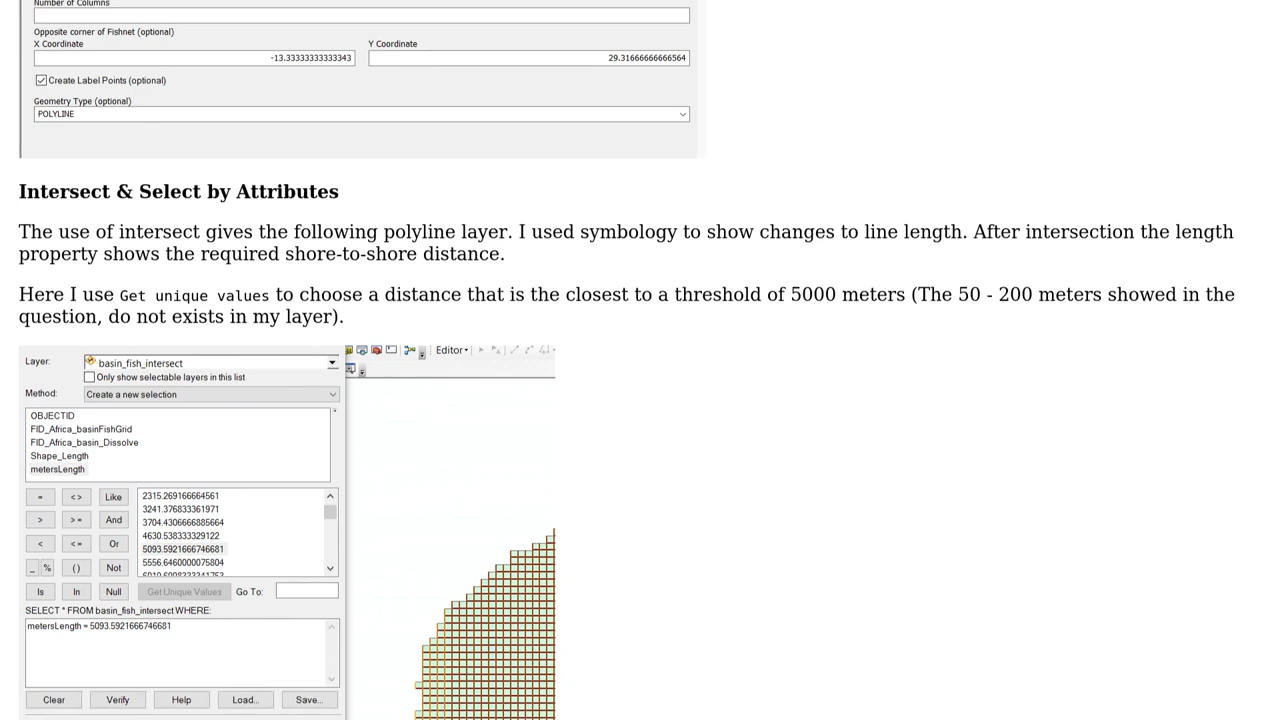 Number of Columns
Opposite corner of Fishnet (optional)
X Coordinate
Y Coordinate
-13.33333333333343
29.31666666666564
Create Label Points (optional)
Geometry Type (optional)
POLYLINE
Intersect & Select by Attributes
The use of intersect gives the following polyline layer. I used symbology to show changes to line length. After intersection the length
property shows the required shore-to-shore distance.
Here I use Get unique values to choose a distance that is the closest to a threshold of 5000 meters (The 50 - 200 meters showed in the
question, do not exists in my layer).
Layer: basin_fish_intersect
Editor
Only show selectable layers in this list
Method: Create a new selection
OBJECTID
FID_Africa_basinFishGrid
FID_Africa_basin_Dissolve
Shape_Length
metersLength
= <> Like
> >= And
< <= Or
_ % () Not
Is In Null
2315.269166664561
3241.376833361971
3704.4306666885664
4630.538333329122
5093.5921666746681
5556.6460000075804
Get Unique Values Go To:
SELECT * FROM basin_fish_intersect WHERE:
metersLength = 5093.5921666746681
Clear Verify Help Load... Save...